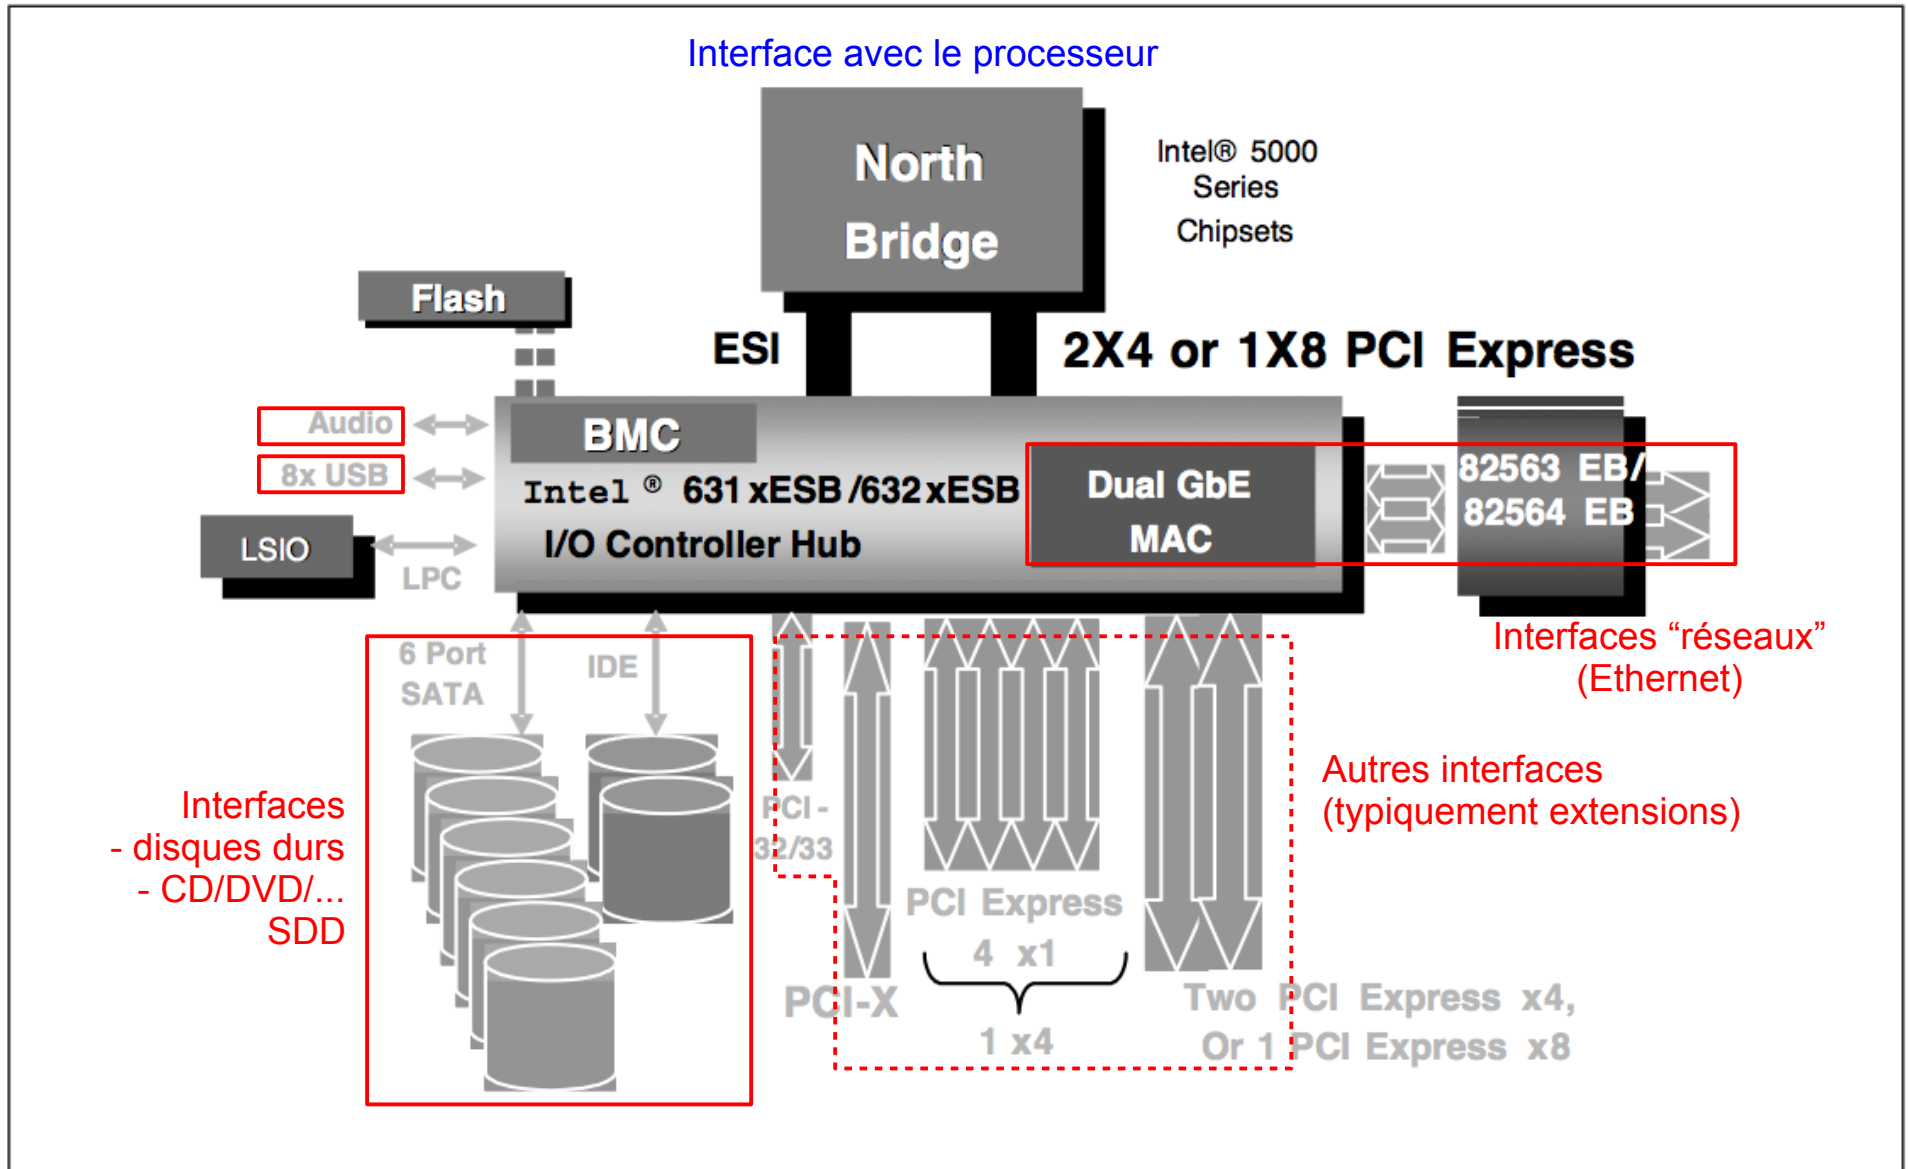 Interface avec le processeur
North
Bridge
Intel® 5000
Series
Chipsets
Flash
ESI
2X4 or 1X8 PCI Express
Audio
8x USB
BMC
Intel ® 631xESB/632xESB
I/O Controller Hub
Dual GbE
MAC
82563 EB/
82564 EB
LSIO
LPC
Interfaces “réseaux”
(Ethernet)
6 Port
SATA
IDE
Interfaces
- disques durs
- CD/DVD/...
SDD
PCI-
32/33
PCI-X
PCI Express
4 x1
1 x4
Two PCI Express x4,
Or 1 PCI Express x8
Autres interfaces
(typiquement extensions)